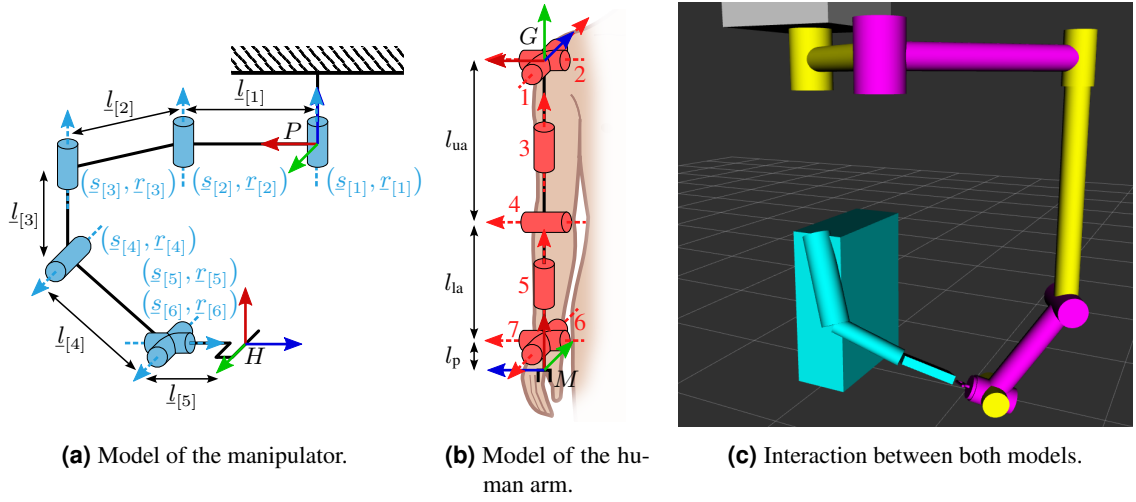 l[2]
l[1]
P
(s[3], r[3])
(s[2], r[2])
(s[1], r[1])
l[3]
(s[4], r[4])
(s[5], r[5])
(s[6], r[6])
l[4]
H
l[5]
(a) Model of the manipulator.
G
2
1
lua
3
4
lla
5
7
6
lp
M
(b) Model of the hu-
man arm.
(c) Interaction between both models.